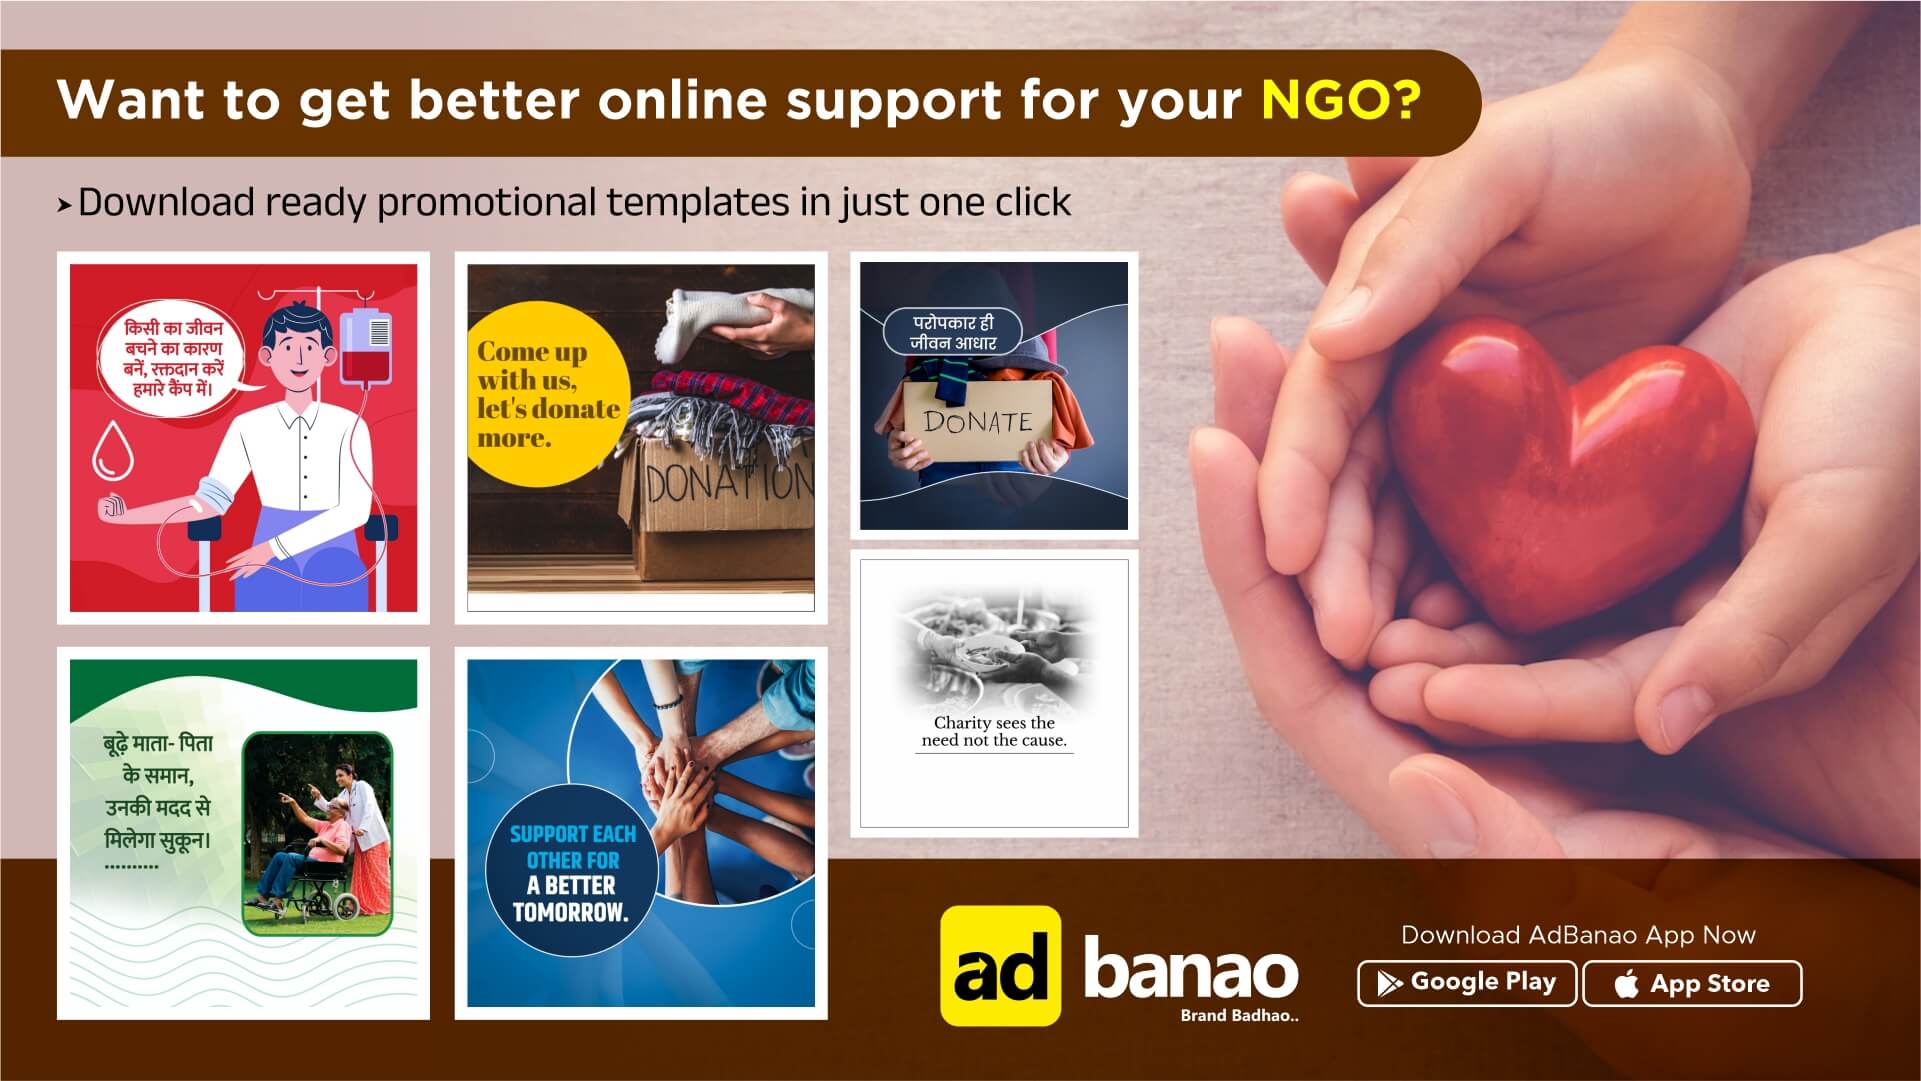 Want to get better online support for your NGO?
Download ready promotional templates in just one click
किसी का जीवन
बचने का कारण
बनें, रक्तदान करें
हमारे कैंप में।
Come up
with us,
let's donate
more.
DONATION
परोपकार ही
जीवन आधार
DONATE
Charity sees the
need not the cause.
बूढ़े माता- पिता
के समान,
उनकी मदद से
मिलेगा सुकून।
..........
SUPPORT EACH
OTHER FOR
A BETTER
TOMORROW.
ad banao
Brand Badhao..
Download AdBanao App Now
Google Play
App Store